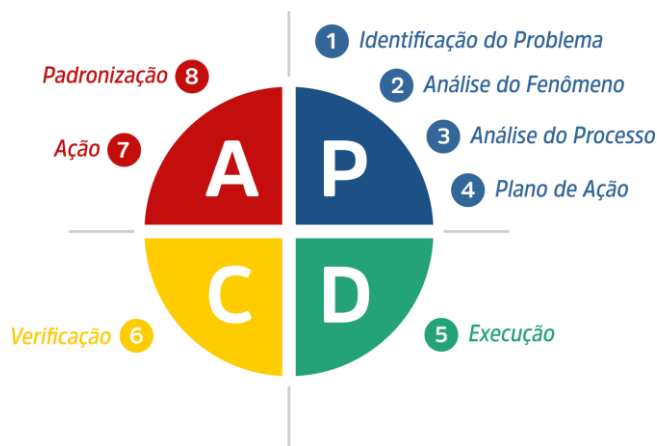 1 Identificação do Problema
2 Análise do Fenômeno
3 Análise do Processo
4 Plano de Ação
P
D
5 Execução
C
Verificação 6
A
Ação 7
Padronização 8